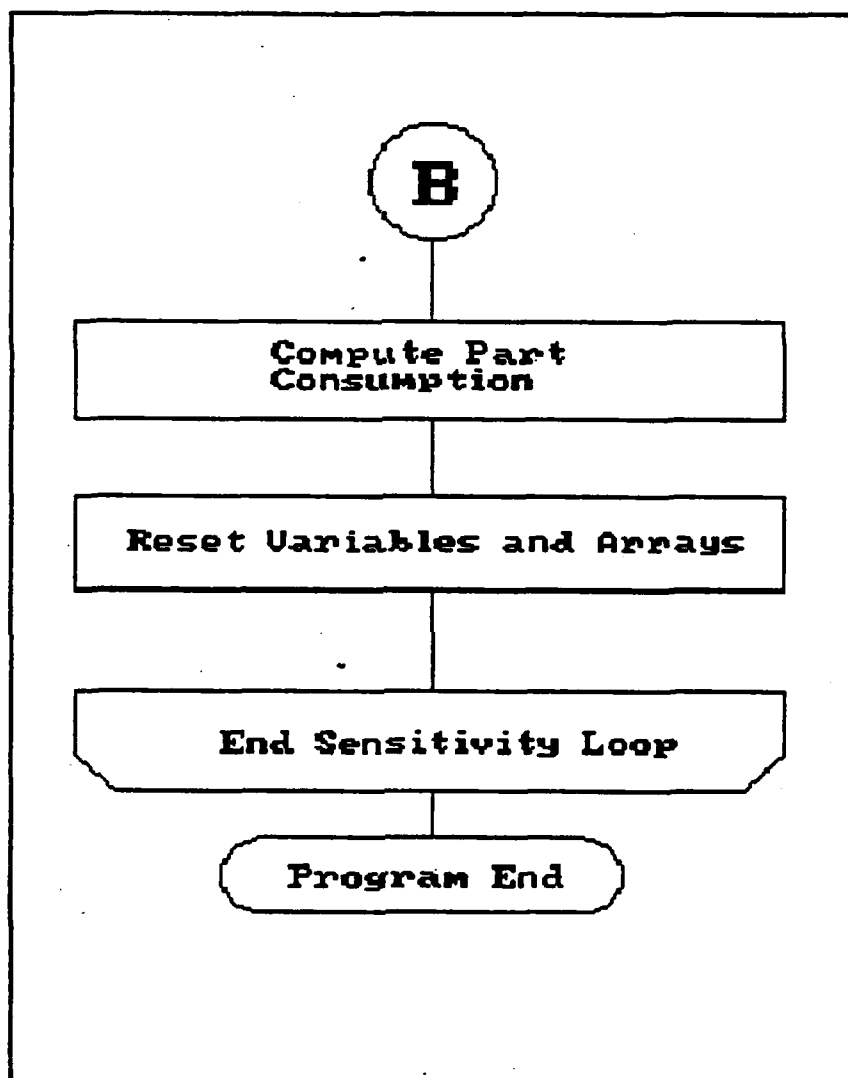 B
Compute Part
Consumption
Reset Variables and Arrays
End Sensitivity Loop
Program End